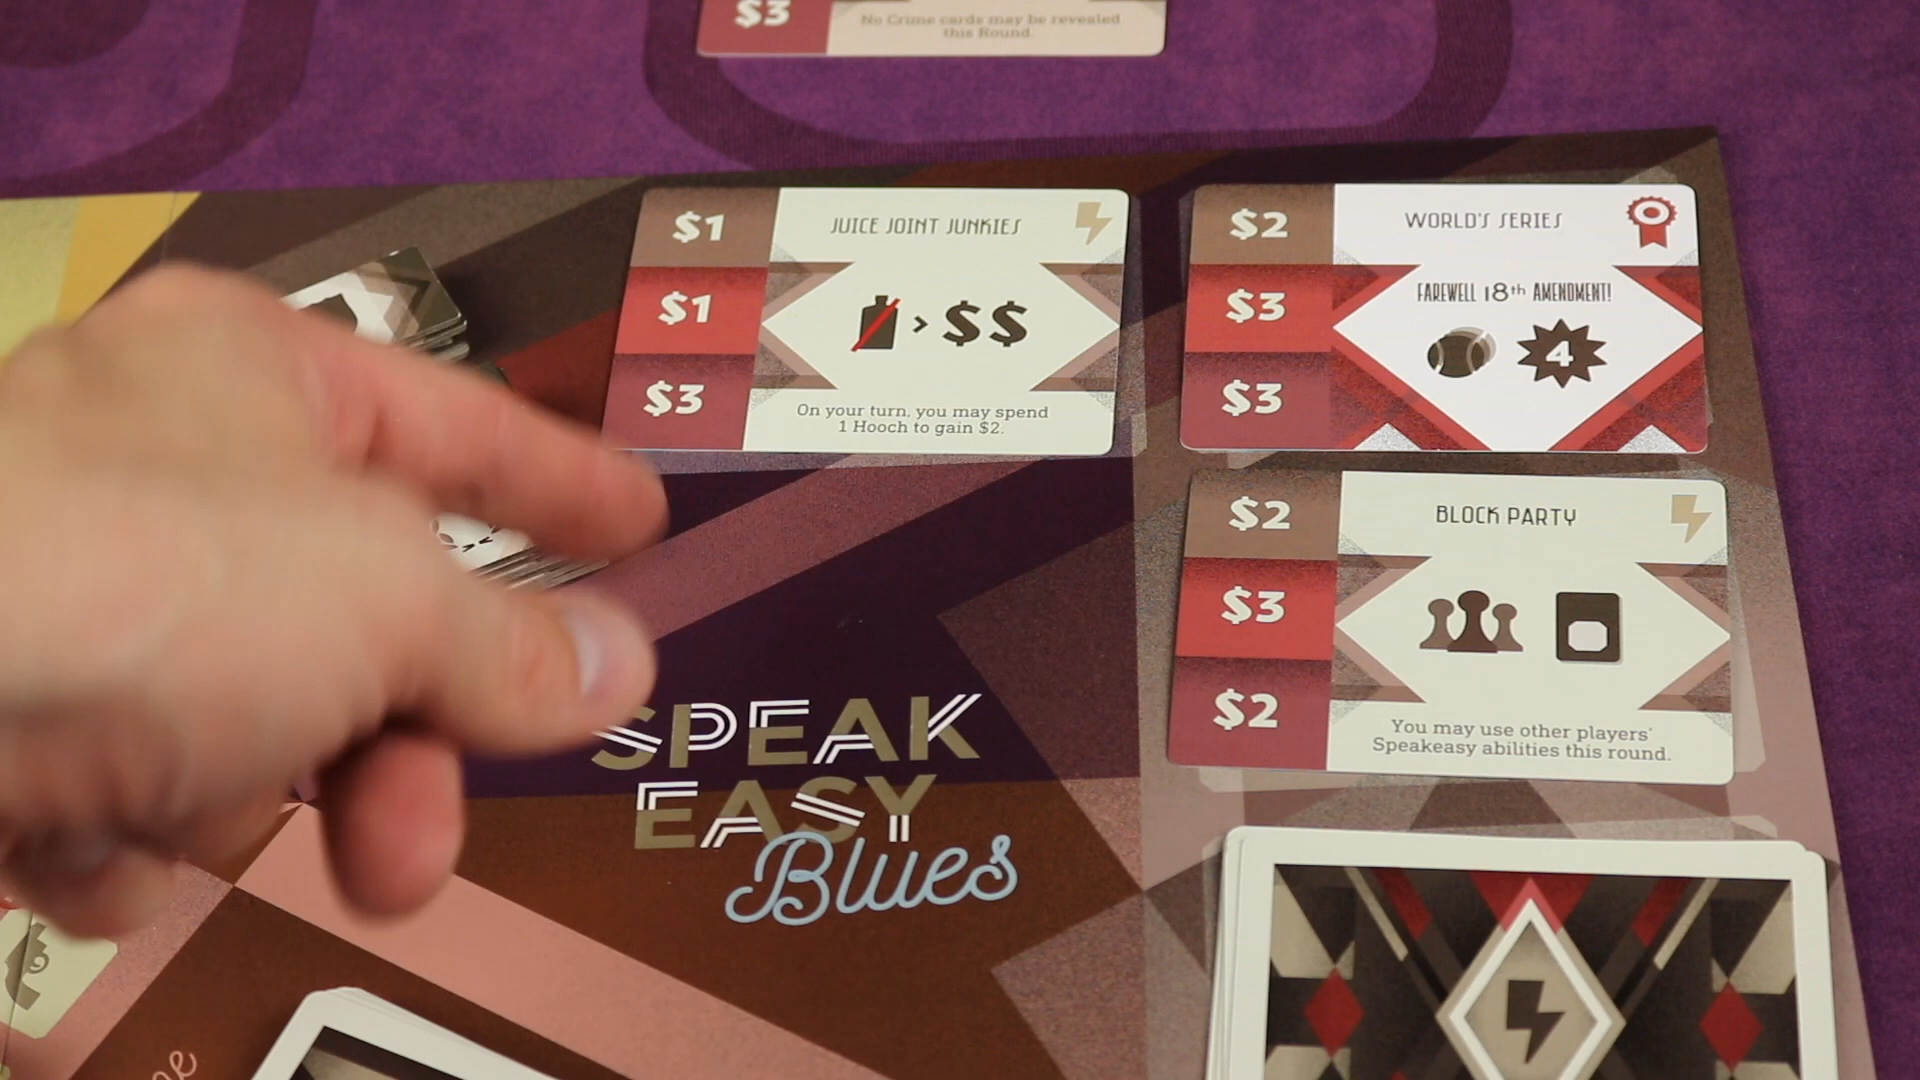 $3
No Crime cards may be revealed
this Round.
$1
$1
$3
JUICE JOINT JUNKIES
> $$
On your turn, you may spend
1 Hooch to gain $2.
$2
$3
$3
WORLD'S SERIES
FAREWELL 18th AMENDMENT!
4
$2
$3
$2
BLOCK PARTY
You may use other players'
Speakeasy abilities this round.
SPEAK
EASY
Blues